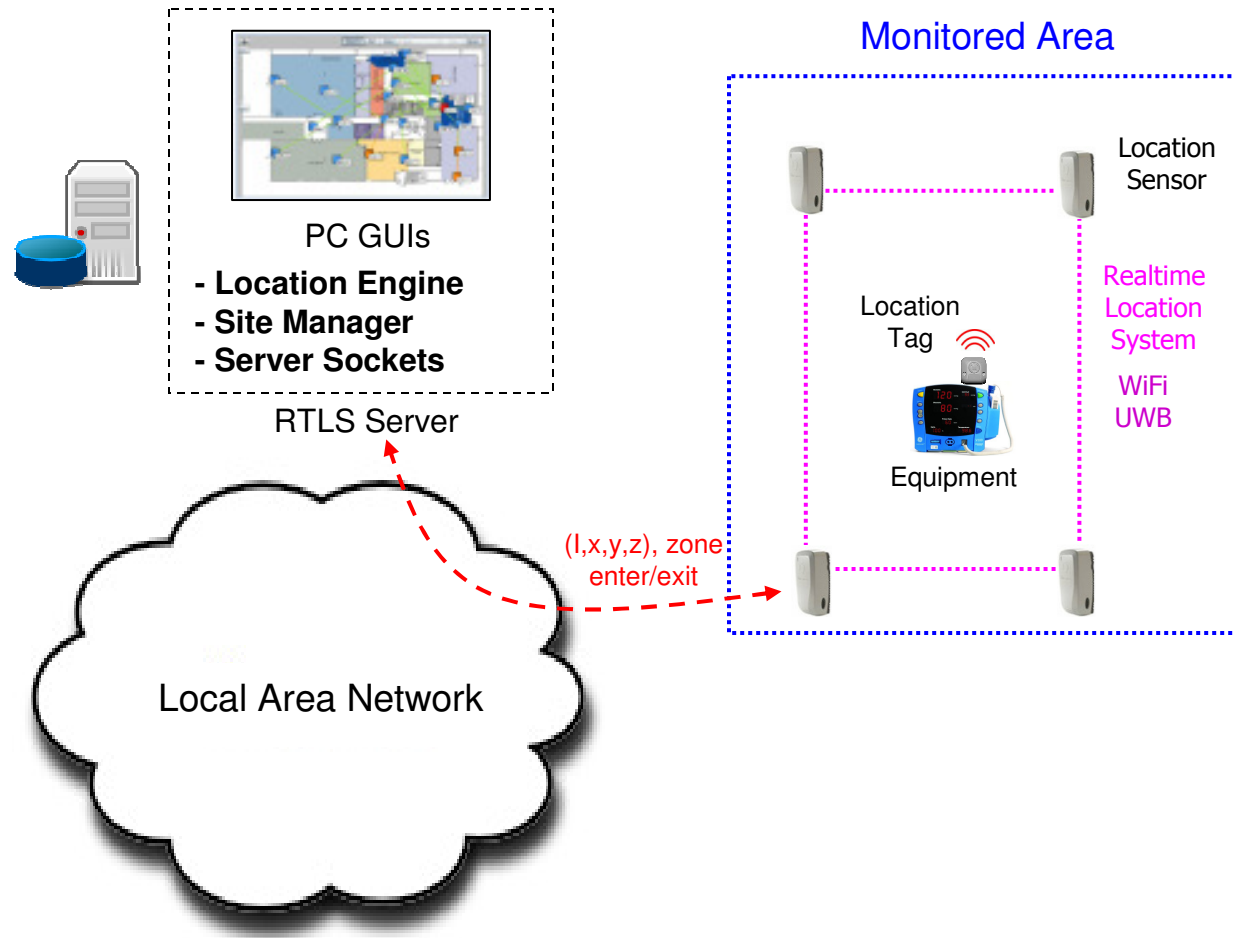 Monitored Area
PC GUIs
- Location Engine
- Site Manager
- Server Sockets
RTLS Server
Location
Sensor
Realtime
Location
System
WiFi
UWB
Location
Tag
Equipment
(I,x,y,z), zone
enter/exit
Local Area Network